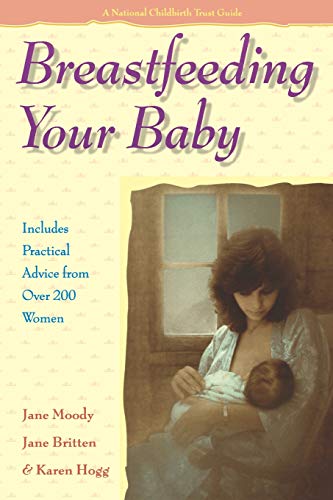 A National Childbirth Trust Guide
Breastfeeding
Your Baby
Includes
Practical
Advice from
Over 200
Women
Jane Moody
Jane Britten
& Karen Hogg